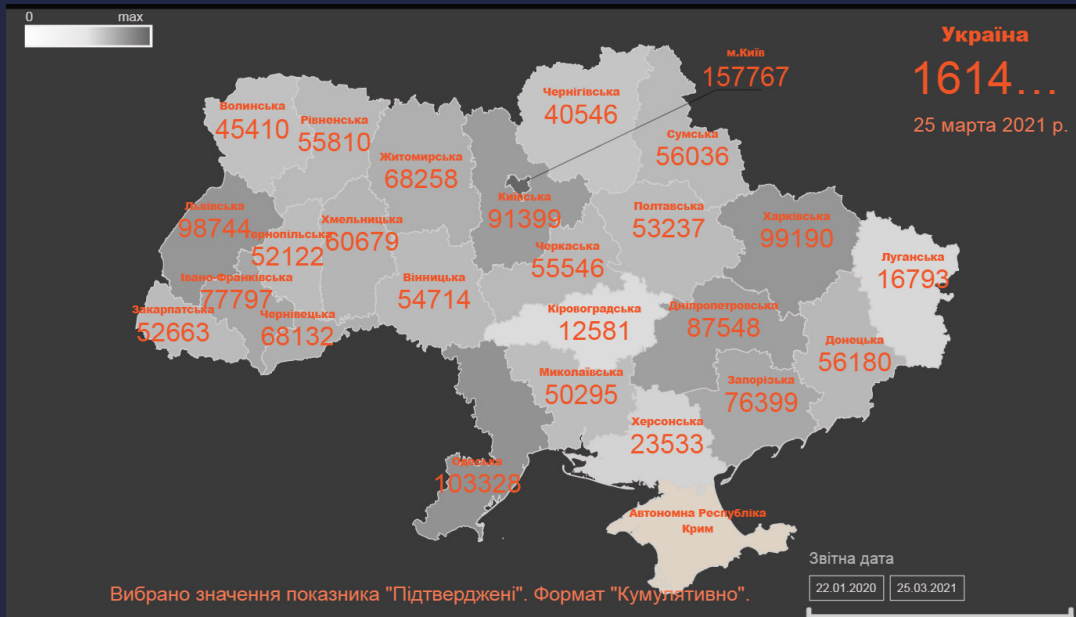 0 max
Україна
1614...
25 марта 2021 р.
м.Київ
157767
Чернігівська
40546
Волинська
45410
Рівненська
55810
Сумська
56036
Житомирська
68258
Київська
91399
Полтавська
53237
Львівська
98744
Харківська
99190
Хмельницька
60679
Тернопільська
52122
Черкаська
55546
Луганська
16793
Івано-Франківська
77797
Вінницька
54714
Закарпатська
52663
Чернівецька
68132
Кіровоградська
12581
Дніпропетровська
87548
Донецька
56180
Миколаївська
50295
Запорізька
76399
Херсонська
23533
Одеська
103328
Автономна Республіка
Крим
Звітна дата
22.01.2020 25.03.2021
Вибрано значення показника "Підтверджені". Формат "Кумулятивно".